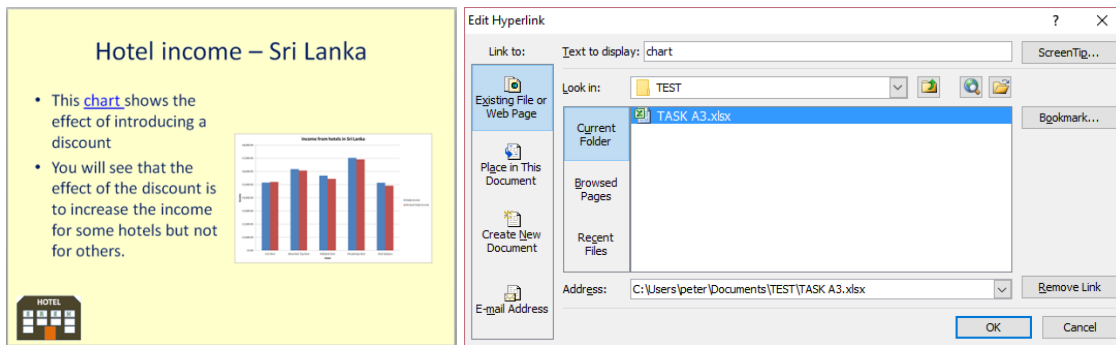 Hotel income – Sri Lanka
• This chart shows the
effect of introducing a
discount
• You will see that the
effect of the discount is
to increase the income
for some hotels but not
for others.
Income from hotels in Sri Lanka
HOTEL
Edit Hyperlink
?
Link to:
Text to display: chart
ScreenTip...
Existing File or
Web Page
Look in: TEST
Current
Folder
TASK A3.xlsx
Bookmark...
Place in This
Document
Browsed
Pages
Create New
Document
Recent
Files
E-mail Address
Address: C:\Users\peter\Documents\TEST\TASK A3.xlsx
Remove Link
OK
Cancel